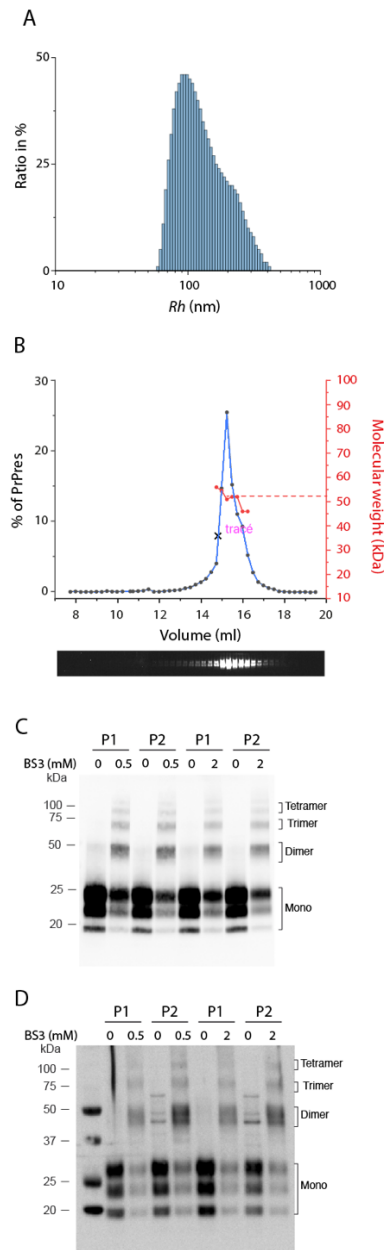 A
50
25
0
Ratio in %
10
100
1000
Rh (nm)
B
30
20
10
0
% of PrPres
100
90
80
70
60
50
40
30
20
10
Molecular weight (kDa)
tracé
8
10
12
14
16
18
20
Volume (ml)
C
P1 P2 P1 P2
BS3 (mM) 0 0.5 0 0.5 0 2 0 2
kDa
100
75
50
25
20
Tetramer
Trimer
Dimer
Mono
D
P1 P2 P1 P2
BS3 (mM) 0 0.5 0 0.5 0 2 0 2
kDa
100
75
50
37
25
20
Tetramer
Trimer
Dimer
Mono